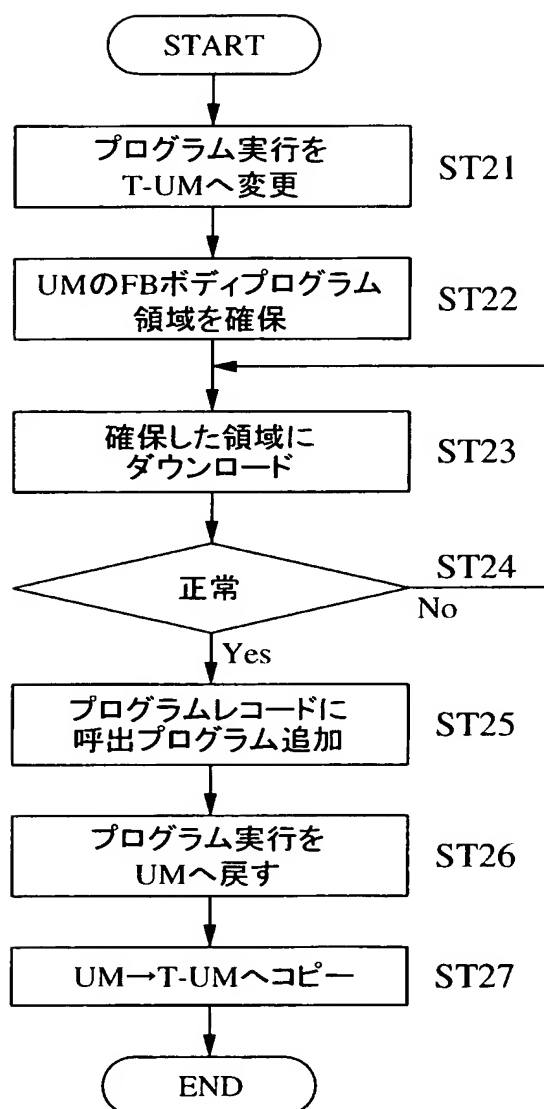 START
プログラム実行を
T-UMへ変更
ST21
UMのFBボディプログラム
領域を確保
ST22
確保した領域に
ダウンロード
ST23
正常
ST24
No
Yes
プログラムレコードに
呼出プログラム追加
ST25
プログラム実行を
UMへ戻す
ST26
UM→T-UMへコピー
ST27
END